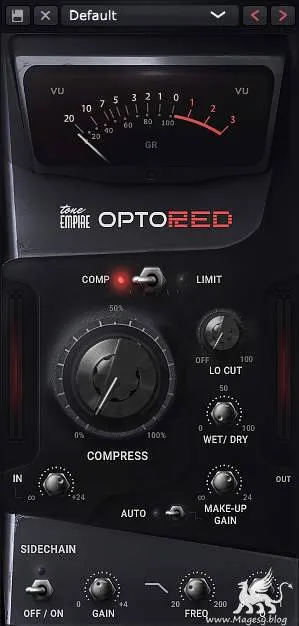 Default
VU VU
20 10 7 5 3 2 1 0 1 2 3
20 40 60 80 100
GR
tone
EMPIRE OPTORED
COMP LIMIT
50%
OFF 100
LO CUT
0% 100%
50
0 100
WET/ DRY
COMPRESS
IN OUT
∞ +24
∞ +24
AUTO MAKE-UP
GAIN
SIDECHAIN
0 +4 20 200
OFF / ON GAIN FREQ
www.Magesy.blog